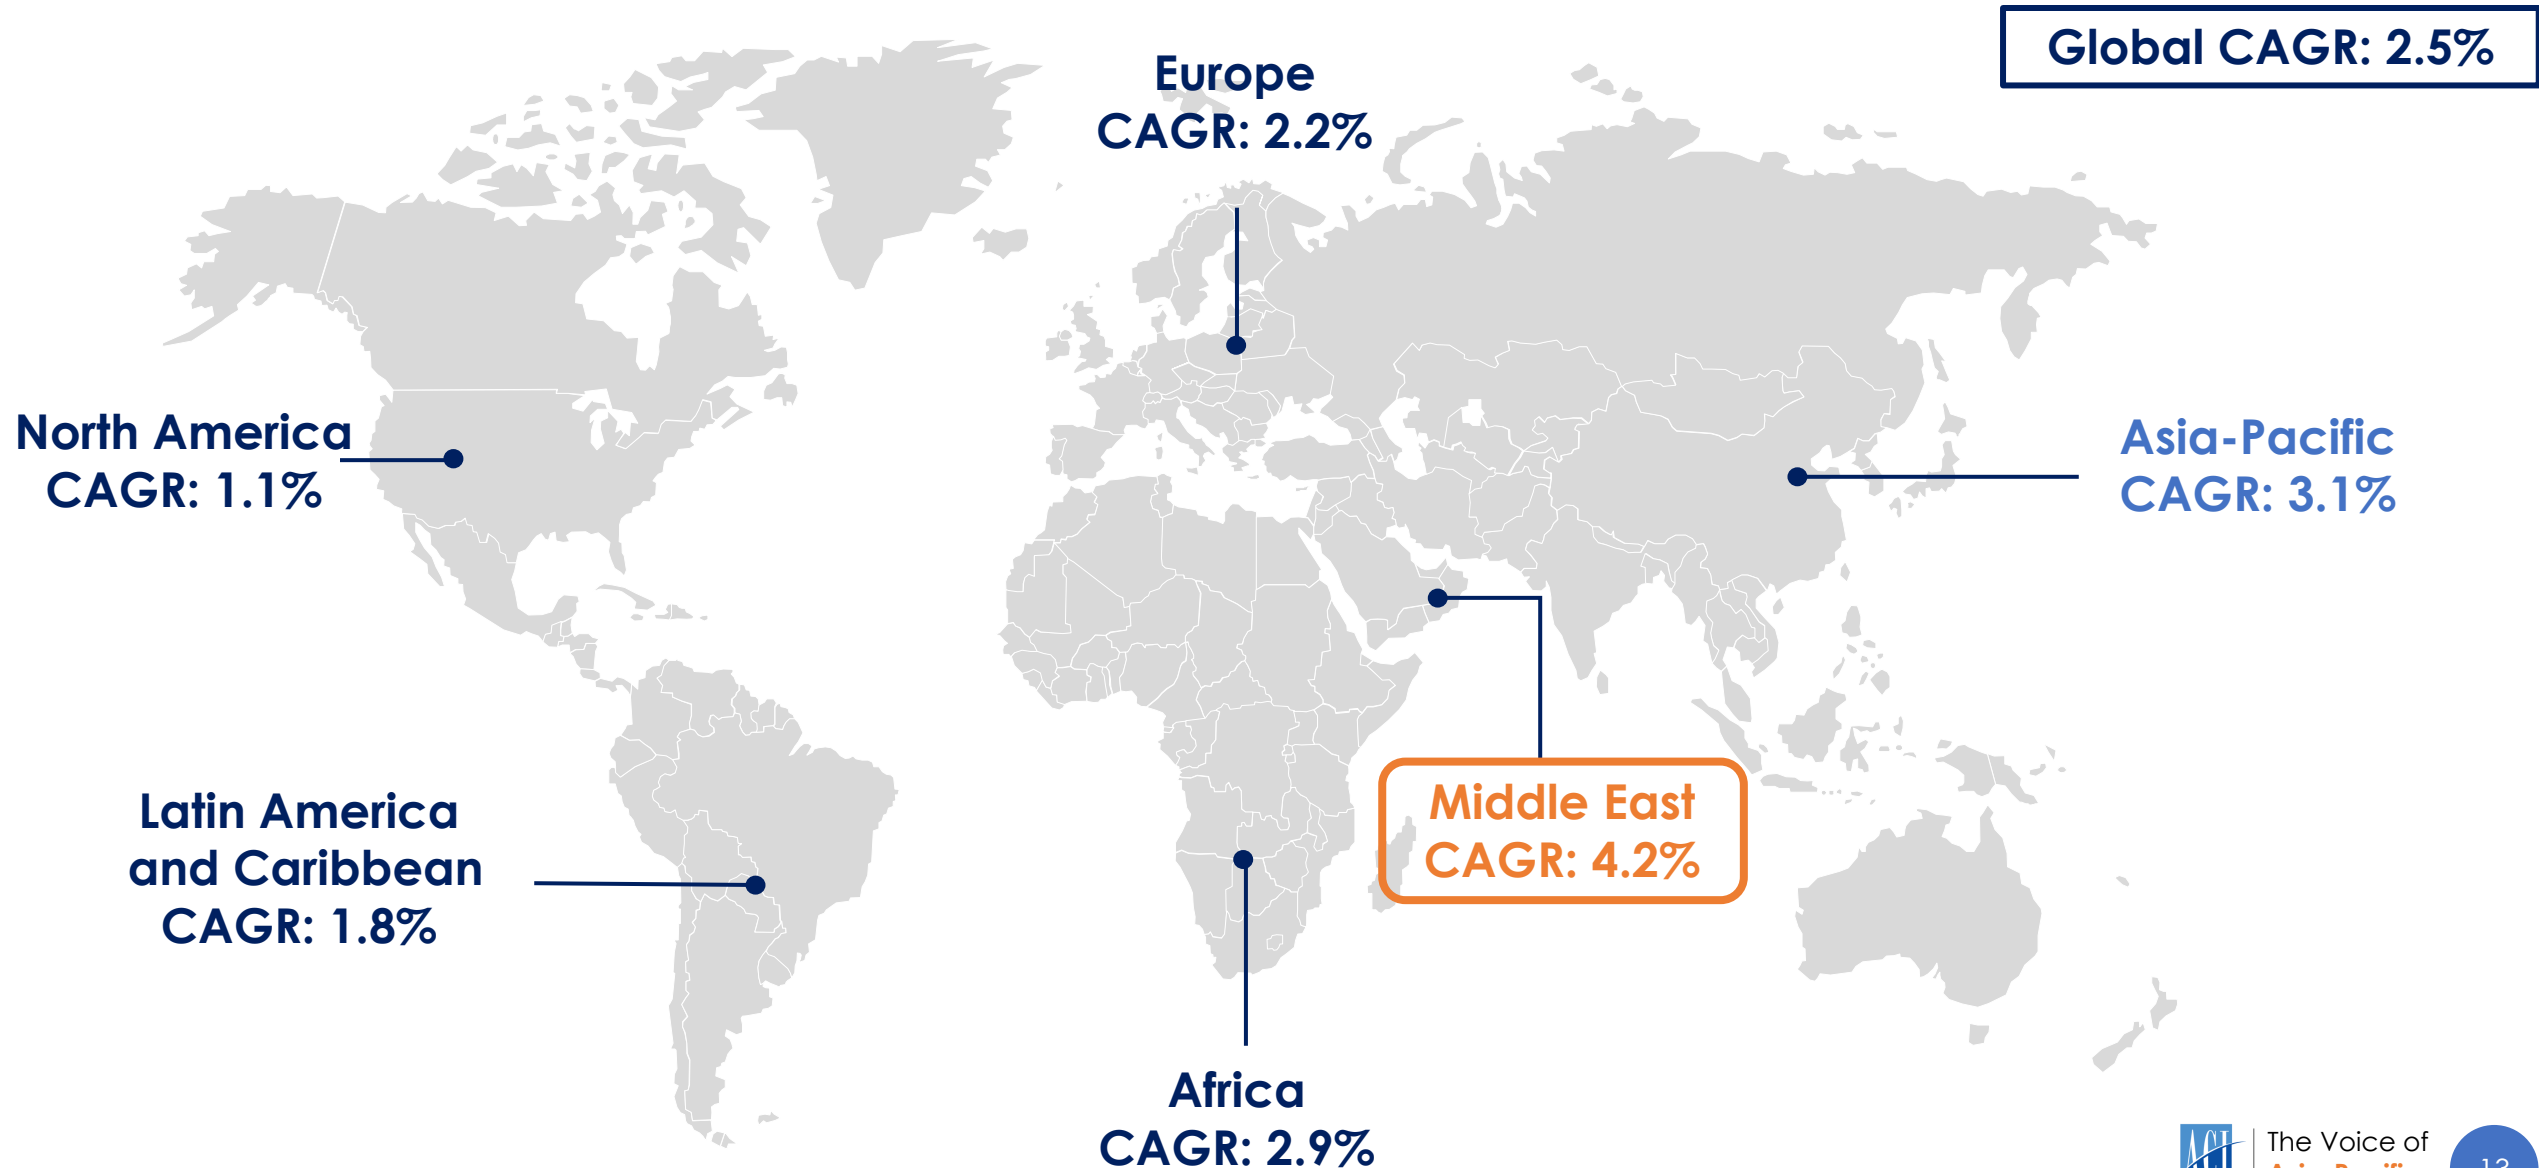 Global CAGR: 2.5%
Europe
CAGR: 2.2%
North America
CAGR: 1.1%
Asia-Pacific
CAGR: 3.1%
Latin America
and Caribbean
CAGR: 1.8%
Middle East
CAGR: 4.2%
Africa
CAGR: 2.9%
ACI
The Voice of